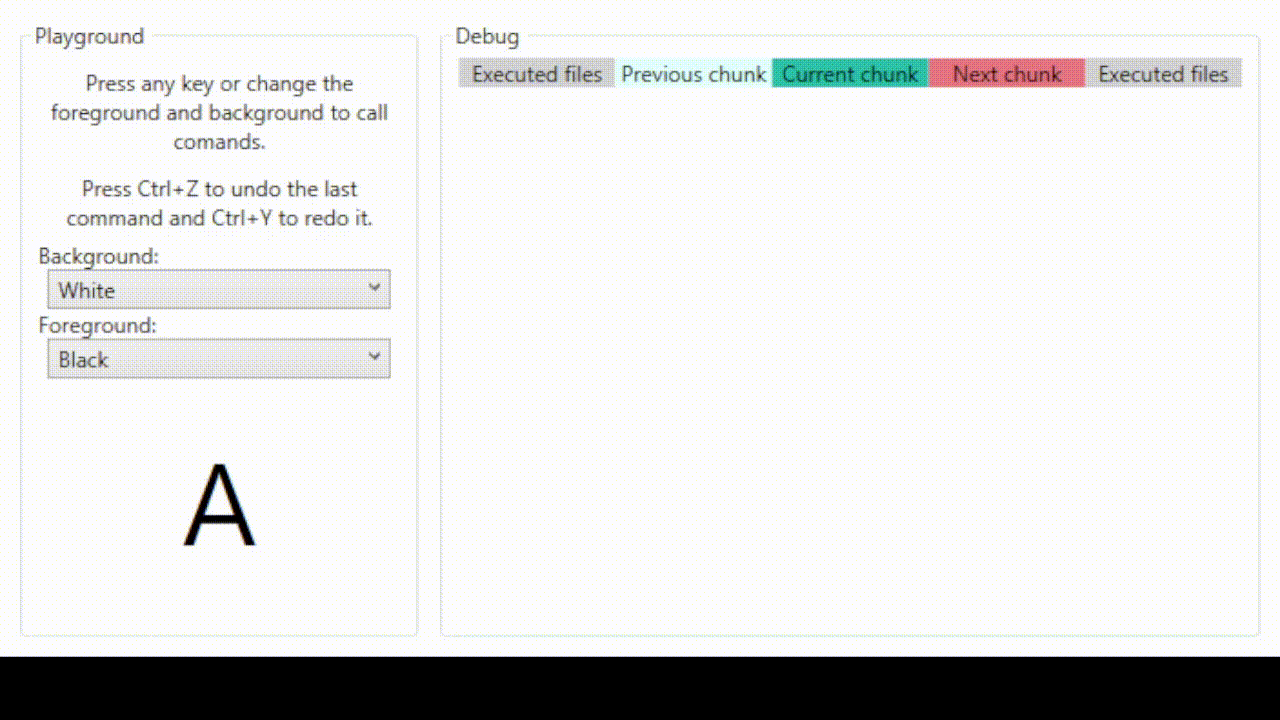 Playground
Press any key or change the
foreground and background to call
comands.
Press Ctrl+Z to undo the last
command and Ctrl+Y to redo it.
Background:
White
Foreground:
Black
A
Debug
Executed files
Previous chunk
Current chunk
Next chunk
Executed files